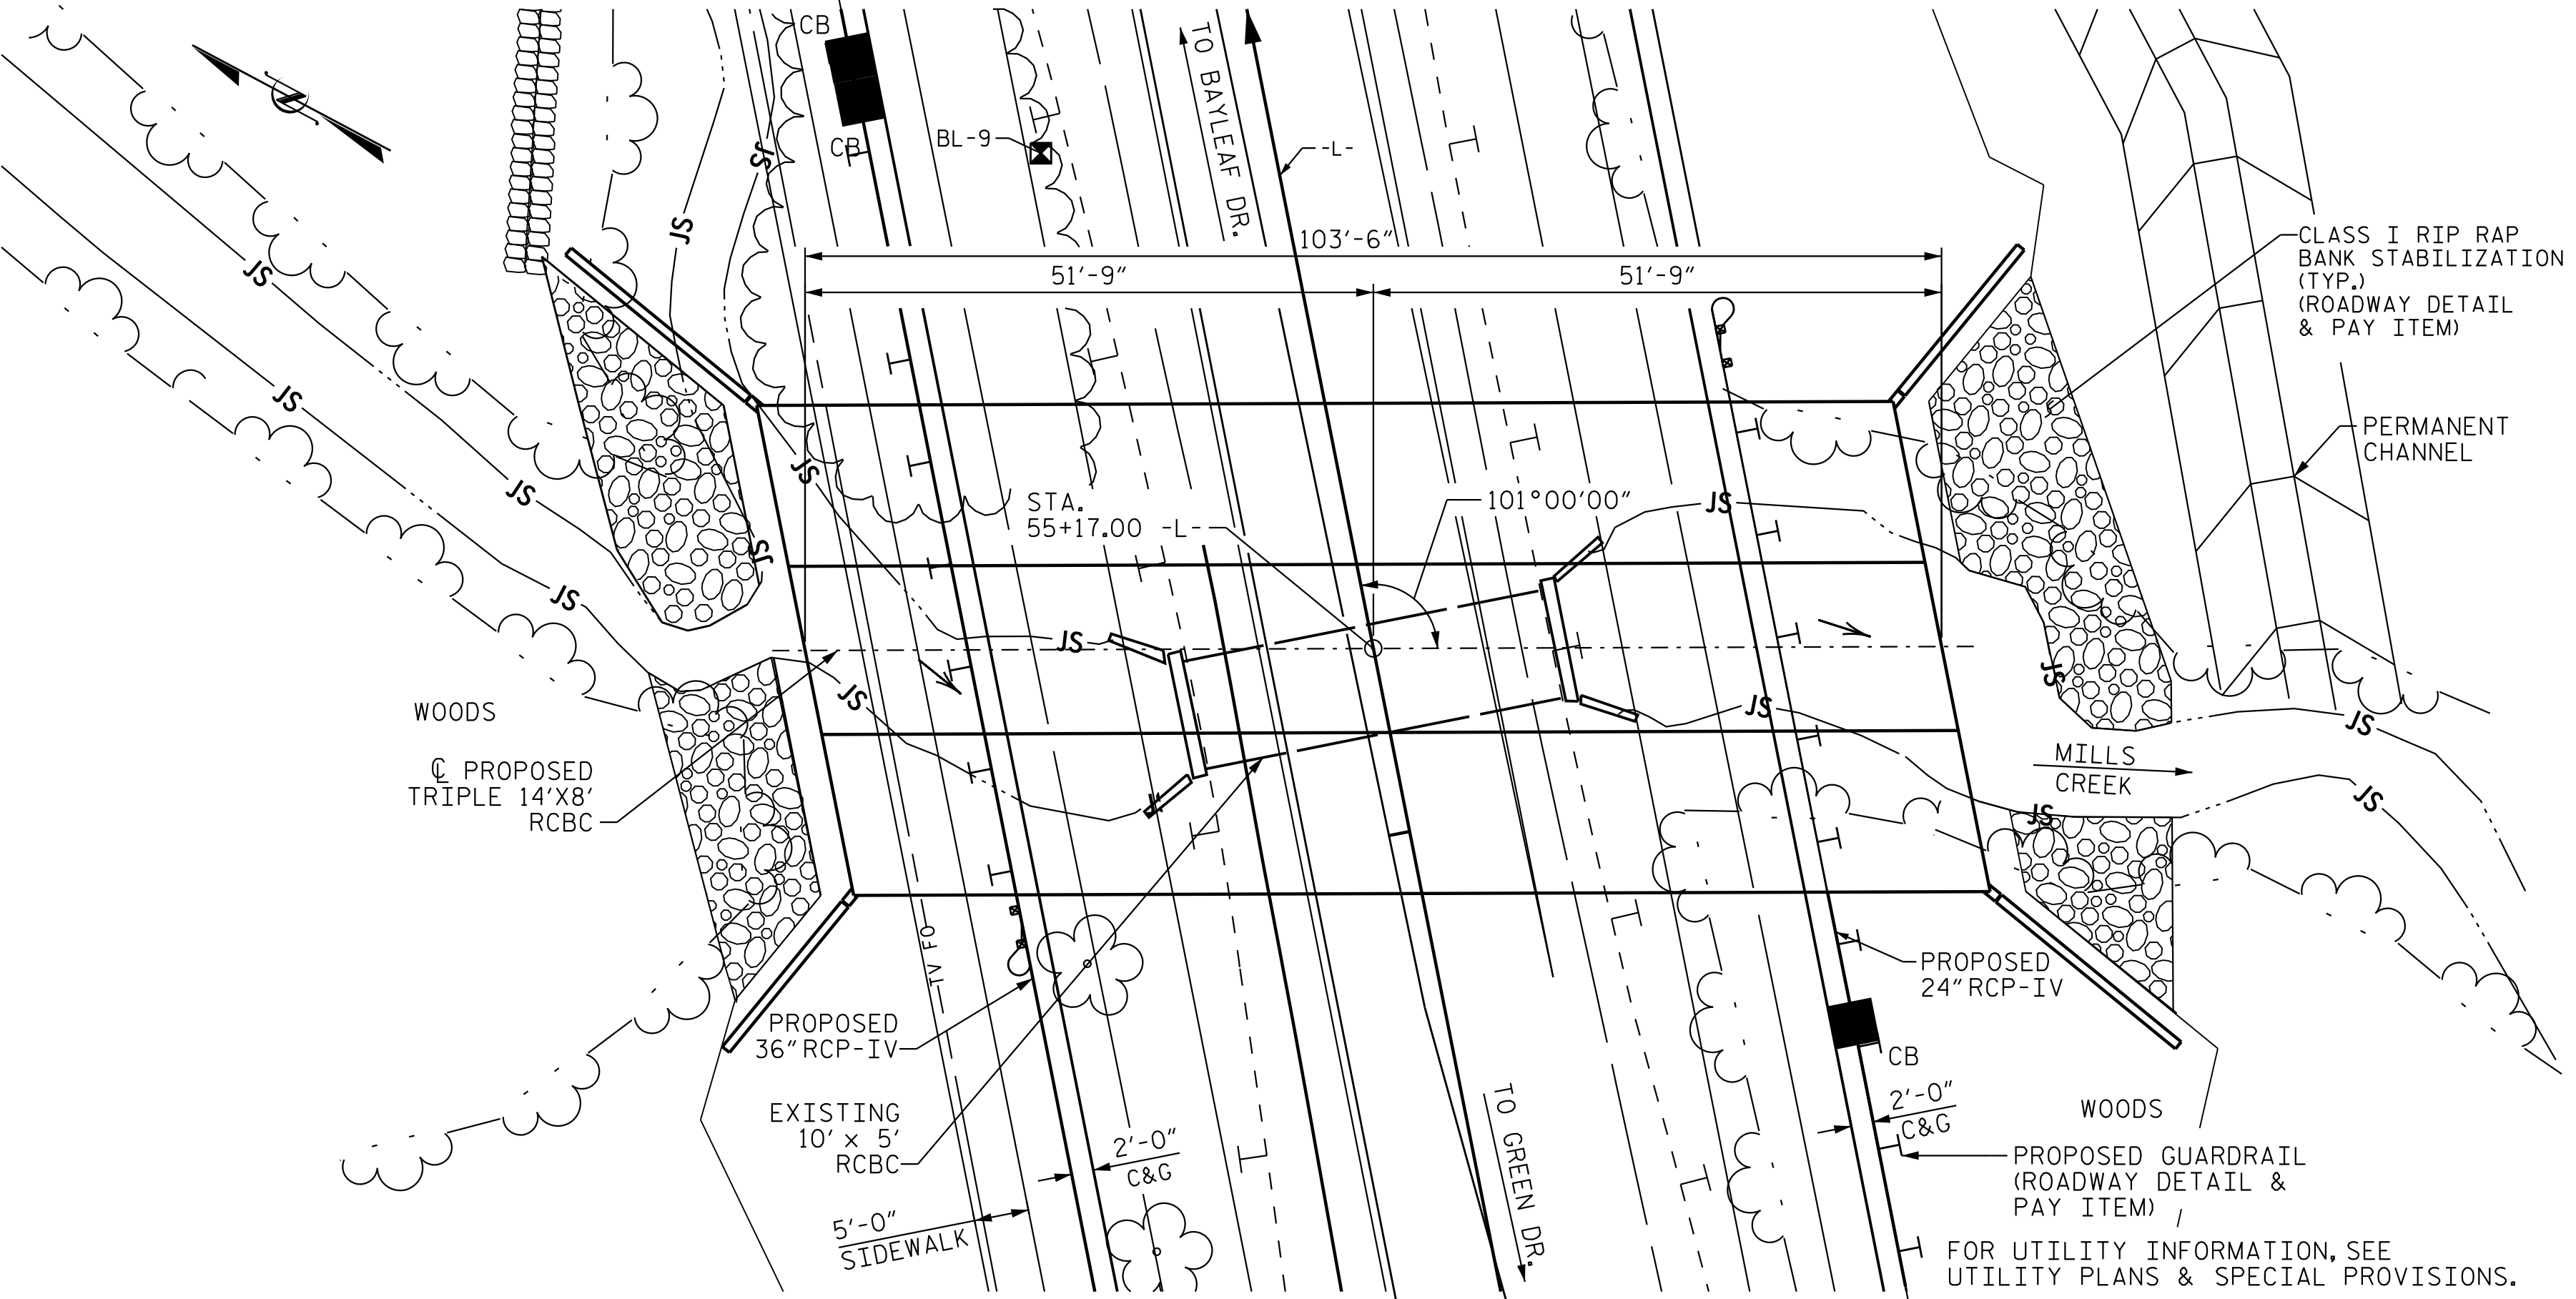 CB
CB
BL-9
N
TO BAYLEAF DR.
-L-
103'-6"
51'-9"
51'-9"
CLASS I RIP RAP
BANK STABILIZATION
(TYP.)
(ROADWAY DETAIL
& PAY ITEM)
PERMANENT
CHANNEL
JS
JS
JS
JS
JS
JS
JS
JS
STA.
55+17.00 -L-
101°00'00"
JS
JS
JS
JS
JS
JS
JS
JS
JS
WOODS
℄ PROPOSED
TRIPLE 14'X8'
RCBC
MILLS
CREEK
TV FO
PROPOSED
36"RCP-IV
PROPOSED
24"RCP-IV
CB
EXISTING
10' x 5'
RCBC
2'-0"
C&G
5'-0"
SIDEWALK
TO GREEN DR.
2'-0"
C&G
WOODS
PROPOSED GUARDRAIL
(ROADWAY DETAIL &
PAY ITEM)
FOR UTILITY INFORMATION, SEE
UTILITY PLANS & SPECIAL PROVISIONS.